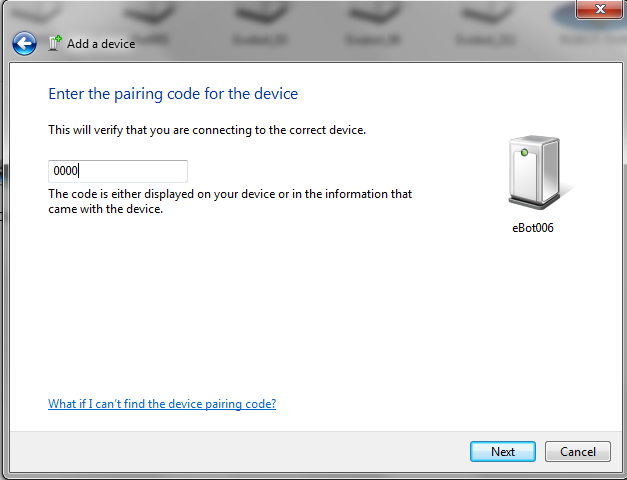 Add a device
Enter the pairing code for the device
This will verify that you are connecting to the correct device.
0000
The code is either displayed on your device or in the information that
came with the device.
eBot006
What if I can't find the device pairing code?
Next
Cancel